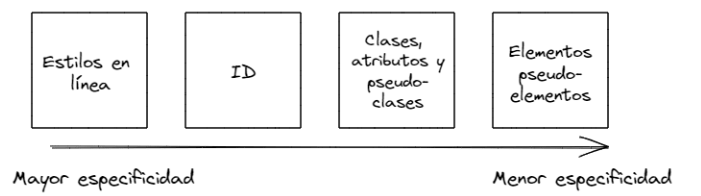 Estilos en
línea
ID
Clases,
atributos y
pseudo-
clases
Elementos
pseudo-
elementos
Mayor especificidad
Menor especificidad